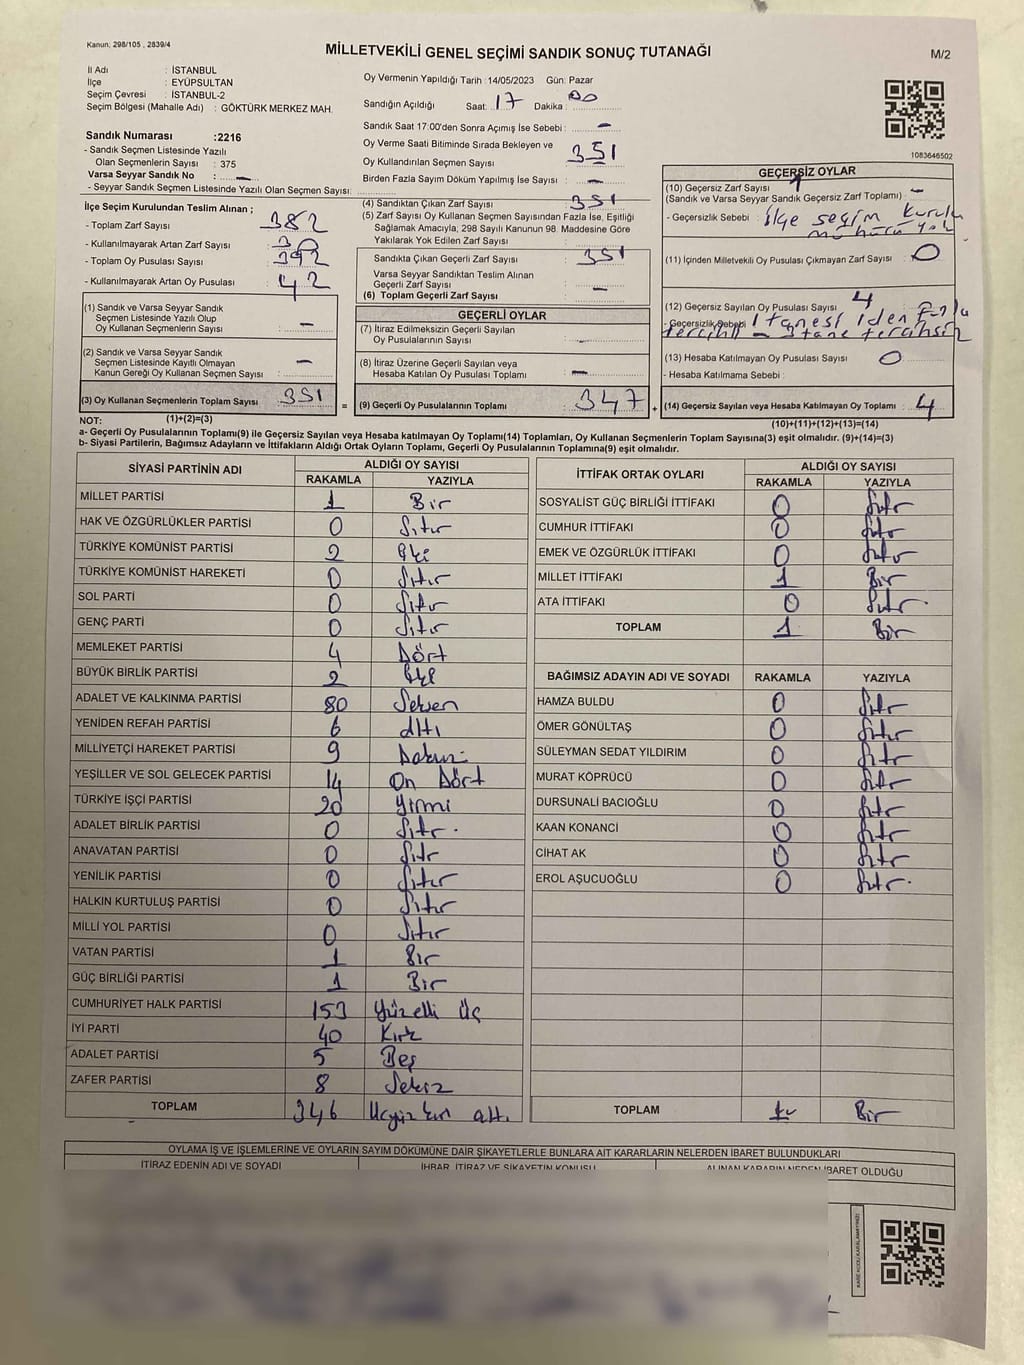 Kanun: 298/105 , 2839/4
MİLLETVEKİLİ GENEL SEÇİMİ SANDIK SONUÇ TUTANAĞI
M/2
İl Adı : İSTANBUL
İlçe : EYÜPSULTAN
Seçim Çevresi : İSTANBUL-2
Seçim Bölgesi (Mahalle Adı) : GÖKTÜRK MERKEZ MAH.
Sandık Numarası :2216
- Sandık Seçmen Listesinde Yazılı
Olan Seçmenlerin Sayısı : 375
Varsa Seyyar Sandık No : –
- Seyyar Sandık Seçmen Listesinde Yazılı Olan Seçmen Sayısı:
Oy Vermenin Yapıldığı Tarih :14/05/2023 Gün: Pazar
Sandığın Açıldığı Saat: 17 Dakika : 00
Sandık Saat 17:00'den Sonra Açımış İse Sebebi : –
Oy Verme Saati Bitiminde Sırada Bekleyen ve
Oy Kullandırılan Seçmen Sayısı : 351
Birden Fazla Sayım Döküm Yapılmış İse Sayısı : –
1083646502
İlçe Seçim Kurulundan Teslim Alınan ;
- Toplam Zarf Sayısı : 382
- Kullanılmayarak Artan Zarf Sayısı :
- Toplam Oy Pusulası Sayısı : 392
- Kullanılmayarak Artan Oy Pusulası : 42
(4) Sandıktan Çıkan Zarf Sayısı : 351
(5) Zarf Sayısı Oy Kullanan Seçmen Sayısından Fazla İse, Eşitliği
Sağlamak Amacıyla; 298 Sayılı Kanunun 98. Maddesine Göre
Yakılarak Yok Edilen Zarf Sayısı :
Sandıkta Çıkan Geçerli Zarf Sayısı : 351
Varsa Seyyar Sandıktan Teslim Alınan
Geçerli Zarf Sayısı : –
(6) Toplam Geçerli Zarf Sayısı :
GEÇERSİZ OYLAR
(10) Geçersiz Zarf Sayısı
(Sandık ve Varsa Seyyar Sandık Geçersiz Zarf Toplamı) : –
- Geçersizlik Sebebi : ilçe seçim kurulu
mühürü yok
(11) İçinden Milletvekili Oy Pusulası Çıkmayan Zarf Sayısı : 0
(12) Geçersiz Sayılan Oy Pusulası Sayısı : 4
- Geçersizlik Sebebi 1 tanesi iden fazla
tercihli – 3 tane tercihsiz
(13) Hesaba Katılmayan Oy Pusulası Sayısı : 0
- Hesaba Katılmama Sebebi :
(14) Geçersiz Sayılan veya Hesaba Katılmayan Oy Toplamı : 4
(10)+(11)+(12)+(13)=(14)
(1) Sandık ve Varsa Seyyar Sandık
Seçmen Listesinde Yazılı Olup
Oy Kullanan Seçmenlerin Sayısı : –
(2) Sandık ve Varsa Seyyar Sandık
Seçmen Listesinde Kayıtlı Olmayan
Kanun Gereği Oy Kullanan Seçmen Sayısı : –
(3) Oy Kullanan Seçmenlerin Toplam Sayısı : 351 =
(1)+(2)=(3)
GEÇERLİ OYLAR
(7) İtiraz Edilmeksizin Geçerli Sayılan
Oy Pusulalarının Sayısı :
(8) İtiraz Üzerine Geçerli Sayılan veya
Hesaba Katılan Oy Pusulası Toplamı : –
(9) Geçerli Oy Pusulalarının Toplamı : 347 +
NOT:
a- Geçerli Oy Pusulalarının Toplamı(9) ile Geçersiz Sayılan veya Hesaba katılmayan Oy Toplamı(14) Toplamları, Oy Kullanan Seçmenlerin Toplam Sayısına(3) eşit olmalıdır. (9)+(14)=(3)
b- Siyasi Partilerin, Bağımsız Adayların ve İttifakların Aldığı Ortak Oyların Toplamı, Geçerli Oy Pusulalarının Toplamına(9) eşit olmalıdır.
SİYASİ PARTİNİN ADI ALDIĞI OY SAYISI
RAKAMLA YAZIYLA
MİLLET PARTİSİ 1 Bir
HAK VE ÖZGÜRLÜKLER PARTİSİ 0 Sıfır
TÜRKİYE KOMÜNİST PARTİSİ 2 İki
TÜRKİYE KOMÜNİST HAREKETİ 0 Sıfır
SOL PARTİ 0 Sıfır
GENÇ PARTİ 0 Sıfır
MEMLEKET PARTİSİ 4 Dört
BÜYÜK BİRLİK PARTİSİ 2 İki
ADALET VE KALKINMA PARTİSİ 80 Seksen
YENİDEN REFAH PARTİSİ 6 Altı
MİLLİYETÇİ HAREKET PARTİSİ 9 Dokuz
YEŞİLLER VE SOL GELECEK PARTİSİ 14 On Dört
TÜRKİYE İŞÇİ PARTİSİ 20 Yirmi
ADALET BİRLİK PARTİSİ 0 Sıfır
ANAVATAN PARTİSİ 0 Sıfır
YENİLİK PARTİSİ 0 Sıfır
HALKIN KURTULUŞ PARTİSİ 0 Sıfır
MİLLİ YOL PARTİSİ 0 Sıfır
VATAN PARTİSİ 1 Bir
GÜÇ BİRLİĞİ PARTİSİ 1 Bir
CUMHURİYET HALK PARTİSİ 153 Yüzelli Üç
İYİ PARTİ 40 Kırk
ADALET PARTİSİ 5 Beş
ZAFER PARTİSİ 8 Sekiz
TOPLAM 346 Üçyüz kırk altı
İTTİFAK ORTAK OYLARI ALDIĞI OY SAYISI
RAKAMLA YAZIYLA
SOSYALİST GÜÇ BİRLİĞİ İTTİFAKI 0 Sıfır
CUMHUR İTTİFAKI 0 Sıfır
EMEK VE ÖZGÜRLÜK İTTİFAKI 0 Sıfır
MİLLET İTTİFAKI 1 Bir
ATA İTTİFAKI 0 Sıfır
TOPLAM 1 Bir
BAĞIMSIZ ADAYIN ADI VE SOYADI RAKAMLA YAZIYLA
HAMZA BULDU 0 Sıfır
ÖMER GÖNÜLTAŞ 0 Sıfır
SÜLEYMAN SEDAT YILDIRIM 0 Sıfır
MURAT KÖPRÜCÜ 0 Sıfır
DURSUNALİ BACIOĞLU 0 Sıfır
KAAN KONANCİ 0 Sıfır
CİHAT AK 0 Sıfır
EROL AŞUCUOĞLU 0 Sıfır
TOPLAM Bir
OYLAMA İŞ VE İŞLEMLERİNE VE OYLARIN SAYIM DÖKÜMÜNE DAİR ŞİKAYETLERLE BUNLARA AİT KARARLARIN NELERDEN İBARET BULUNDUKLARI
İTİRAZ EDENİN ADI VE SOYADI İHBAR, İTİRAZ VE ŞİKAYETİN KONUSU ALINAN KARARIN NEDEN İBARET OLDUĞU